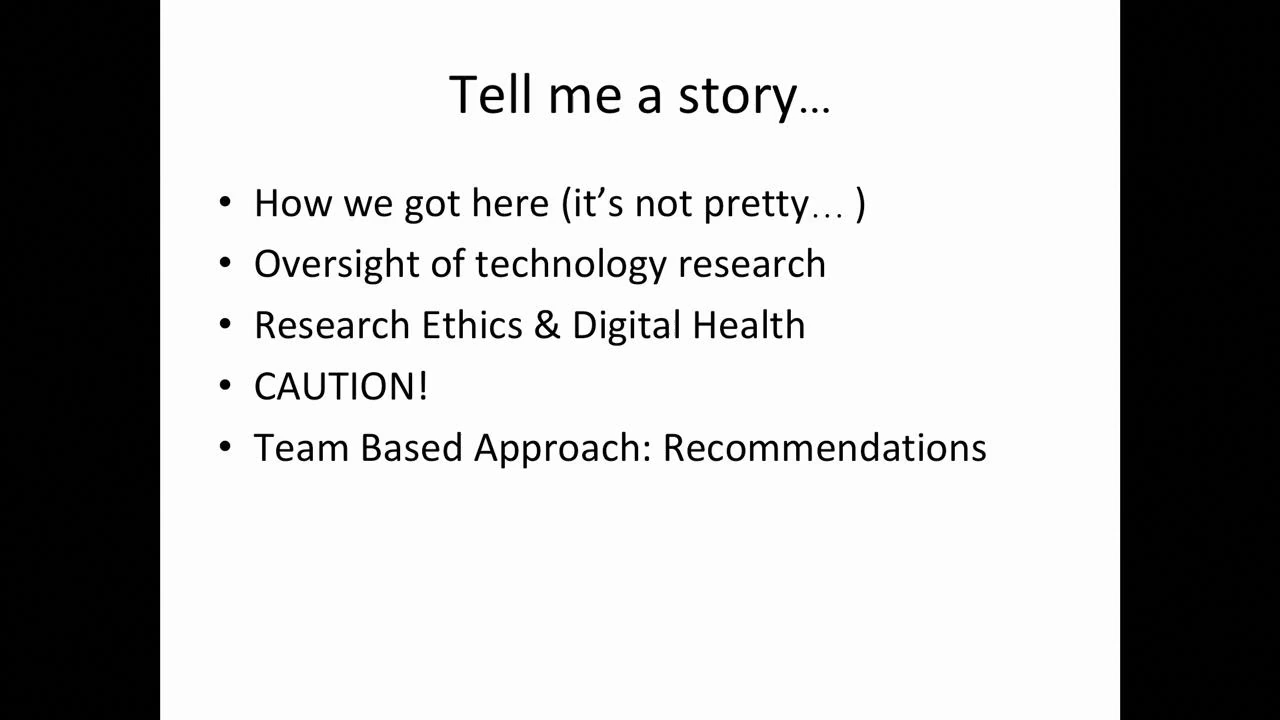 Tell me a story...
• How we got here (it’s not pretty... )
• Oversight of technology research
• Research Ethics & Digital Health
• CAUTION!
• Team Based Approach: Recommendations